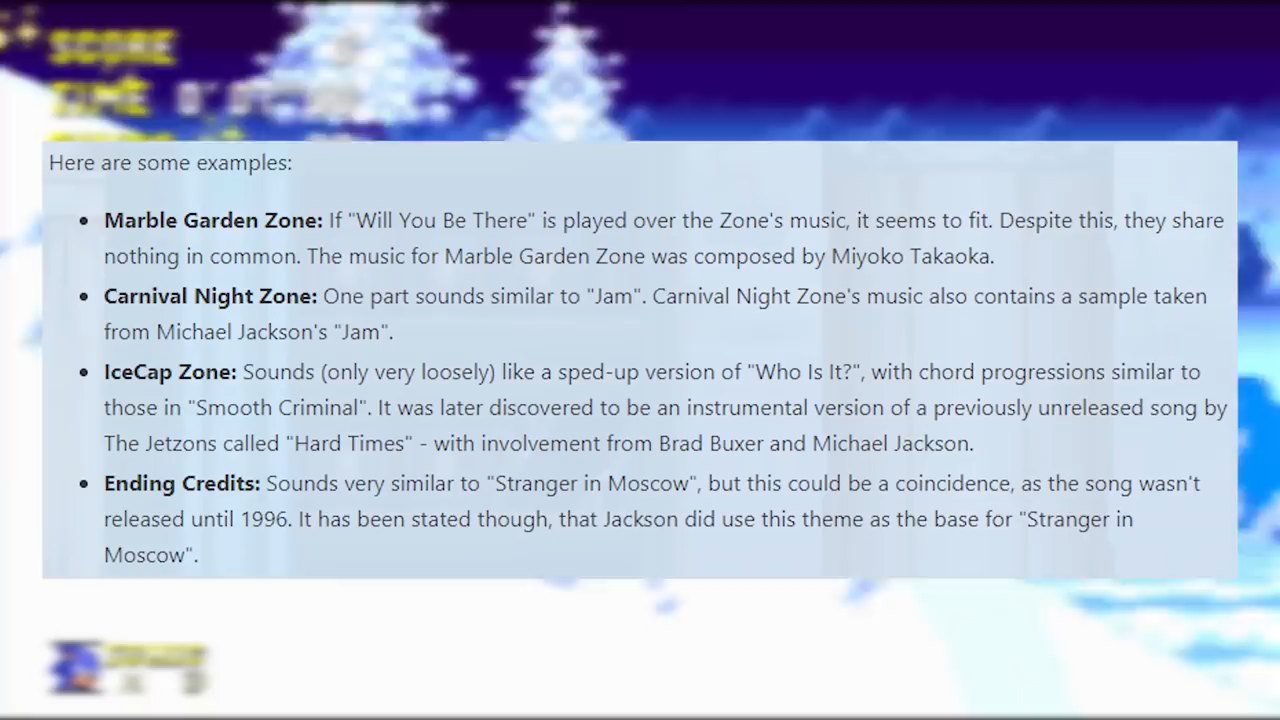 SCORE
TIME
Here are some examples:
Marble Garden Zone: If "Will You Be There" is played over the Zone's music, it seems to fit. Despite this, they share
nothing in common. The music for Marble Garden Zone was composed by Miyoko Takaoka.
Carnival Night Zone: One part sounds similar to "Jam". Carnival Night Zone's music also contains a sample taken
from Michael Jackson's "Jam".
IceCap Zone: Sounds (only very loosely) like a sped-up version of "Who Is It?", with chord progressions similar to
those in "Smooth Criminal". It was later discovered to be an instrumental version of a previously unreleased song by
The Jetzons called "Hard Times" - with involvement from Brad Buxer and Michael Jackson.
Ending Credits: Sounds very similar to "Stranger in Moscow", but this could be a coincidence, as the song wasn't
released until 1996. It has been stated though, that Jackson did use this theme as the base for "Stranger in
Moscow".